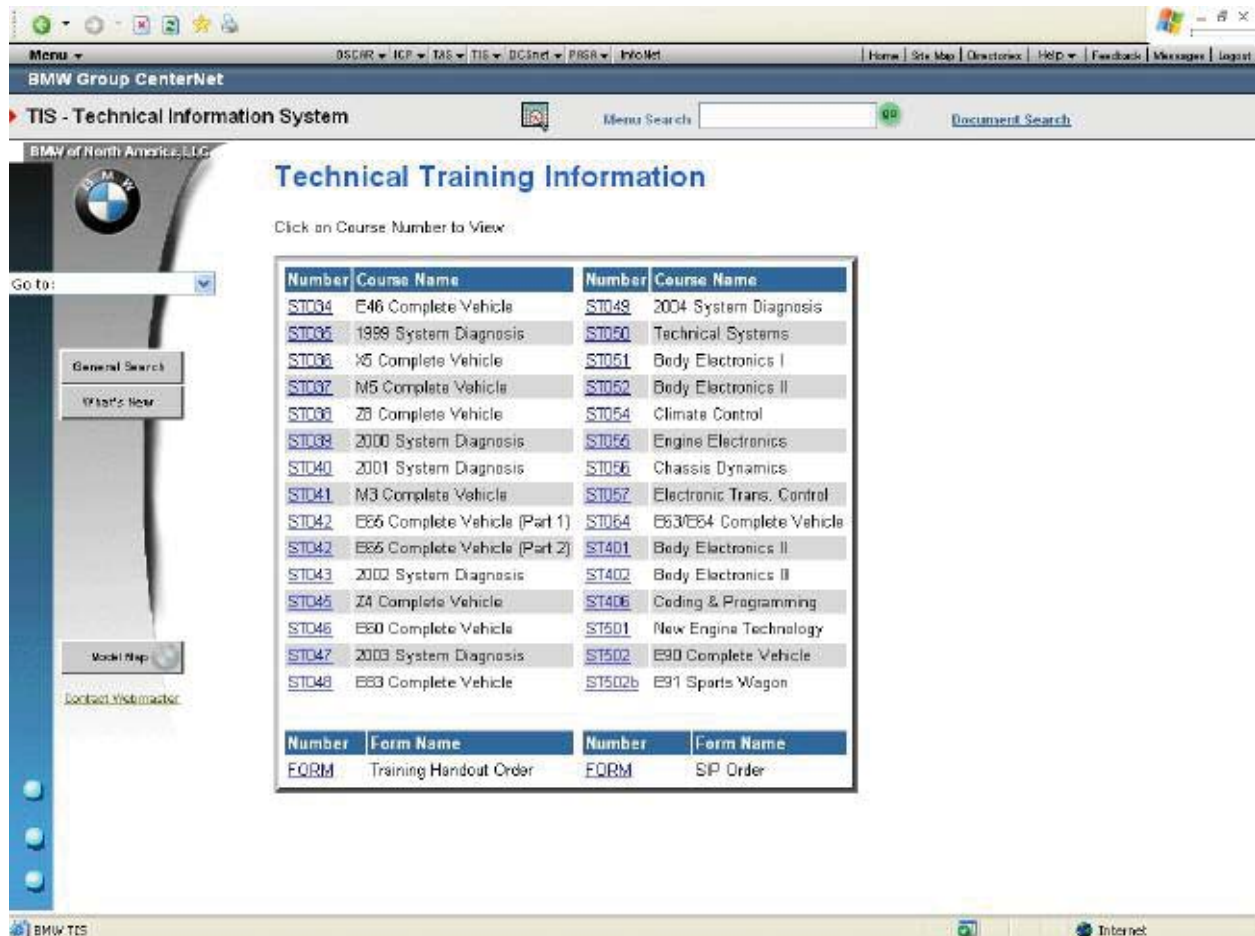 Menu OSCAR ICP TAS TIS DCSnet PASA InfoNet | Home | Site Map | Directories | Help | Feedback | Messages | Logout
BMW Group CenterNet
TIS - Technical Information System Menu Search go Document Search
BMW of North America, LLC
BMW
Technical Training Information
Click on Course Number to View
Go to:
Number Course Name Number Course Name
ST034 E46 Complete Vehicle ST049 2004 System Diagnosis
ST035 1999 System Diagnosis ST050 Technical Systems
ST036 X5 Complete Vehicle ST051 Body Electronics I
ST037 M5 Complete Vehicle ST052 Body Electronics II
ST038 Z8 Complete Vehicle ST054 Climate Control
ST039 2000 System Diagnosis ST055 Engine Electronics
ST040 2001 System Diagnosis ST056 Chassis Dynamics
ST041 M3 Complete Vehicle ST057 Electronic Trans. Control
ST042 E65 Complete Vehicle (Part 1) ST064 E63/E64 Complete Vehicle
ST042 E65 Complete Vehicle (Part 2) ST401 Body Electronics II
ST043 2002 System Diagnosis ST402 Body Electronics II
ST045 Z4 Complete Vehicle ST406 Coding & Programming
ST046 E60 Complete Vehicle ST501 New Engine Technology
ST047 2003 System Diagnosis ST502 E90 Complete Vehicle
ST048 E83 Complete Vehicle ST502b E91 Sports Wagon
General Search
What's New
Model Map
Contact Webmaster
Number Form Name Number Form Name
FORM Training Handout Order FORM SIP Order
BMW TIS Internet